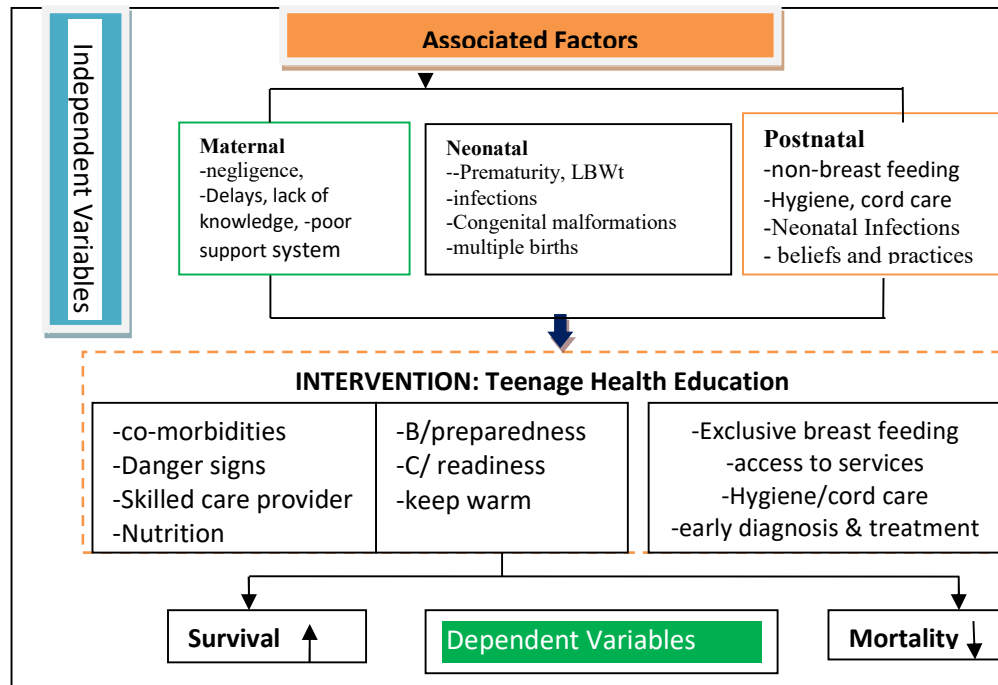 Independent Variables
Associated Factors
Maternal
-negligence,
-Delays, lack of
knowledge, -poor
support system
Neonatal
--Prematurity, LBWt
-infections
-Congenital malformations
-multiple births
Postnatal
-non-breast feeding
-Hygiene, cord care
-Neonatal Infections
- beliefs and practices
INTERVENTION: Teenage Health Education
-co-morbidities
-Danger signs
-Skilled care provider
-Nutrition
-B/preparedness
-C/ readiness
-keep warm
-Exclusive breast feeding
-access to services
-Hygiene/cord care
-early diagnosis & treatment
Survival
Dependent Variables
Mortality